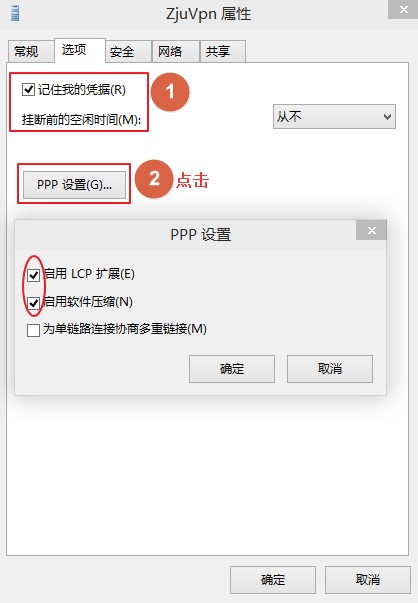 ZjuVpn 属性
常规 选项 安全 网络 共享
记住我的凭据(R)
1
挂断前的空闲时间(M): 从不
PPP 设置(G)... 2 点击
PPP 设置
启用 LCP 扩展(E)
启用软件压缩(N)
为单链路连接协商多重链接(M)
确定 取消
确定 取消